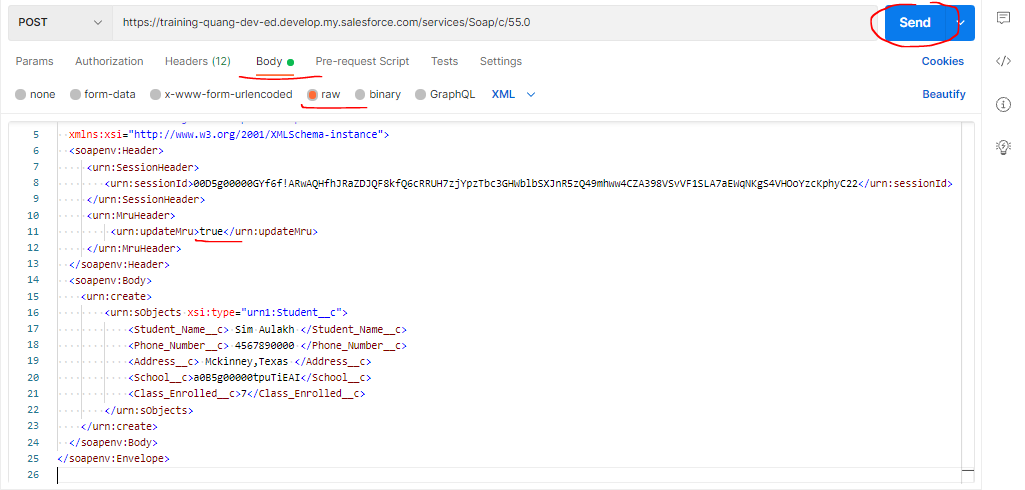 POST https://training-quang-dev-ed.develop.my.salesforce.com/services/Soap/c/55.0 Send
Params Authorization Headers (12) Body Pre-request Script Tests Settings Cookies
none form-data x-www-form-urlencoded raw binary GraphQL XML Beautify
5 xmlns:xsi="http://www.w3.org/2001/XMLSchema-instance">
6 <soapenv:Header>
7 <urn:SessionHeader>
8 <urn:sessionId>00D5g00000GYf6f!ARwAQHfhJRaZDJQF8kfQ6cRRUH7zjYpzTbc3GHWblbSXJnR5zQ49mhww4CZA398VSvVF1SLA7aEWqNKgS4VHOoYzcKphyC22</urn:sessionId>
9 </urn:SessionHeader>
10 <urn:MruHeader>
11 <urn:updateMru>true</urn:updateMru>
12 </urn:MruHeader>
13 </soapenv:Header>
14 <soapenv:Body>
15 <urn:create>
16 <urn:sObjects xsi:type="urn1:Student__c">
17 <Student_Name__c> Sim Aulakh </Student_Name__c>
18 <Phone_Number__c> 4567890000 </Phone_Number__c>
19 <Address__c> Mckinney,Texas </Address__c>
20 <School__c>a0B5g00000tpuTiEAI</School__c>
21 <Class_Enrolled__c>7</Class_Enrolled__c>
22 </urn:sObjects>
23 </urn:create>
24 </soapenv:Body>
25 </soapenv:Envelope>
26